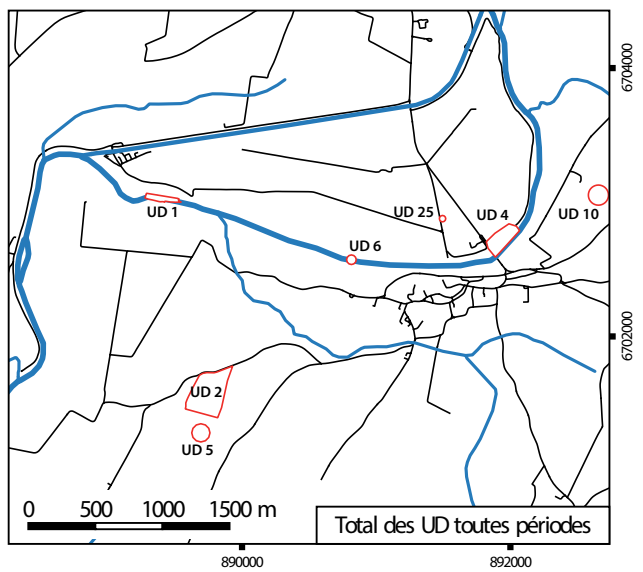 6704000
UD 1
UD 25
UD 4
UD 10
UD 6
6702000
UD 2
UD 5
0 500 1000 1500 m
Total des UD toutes périodes
890000 892000